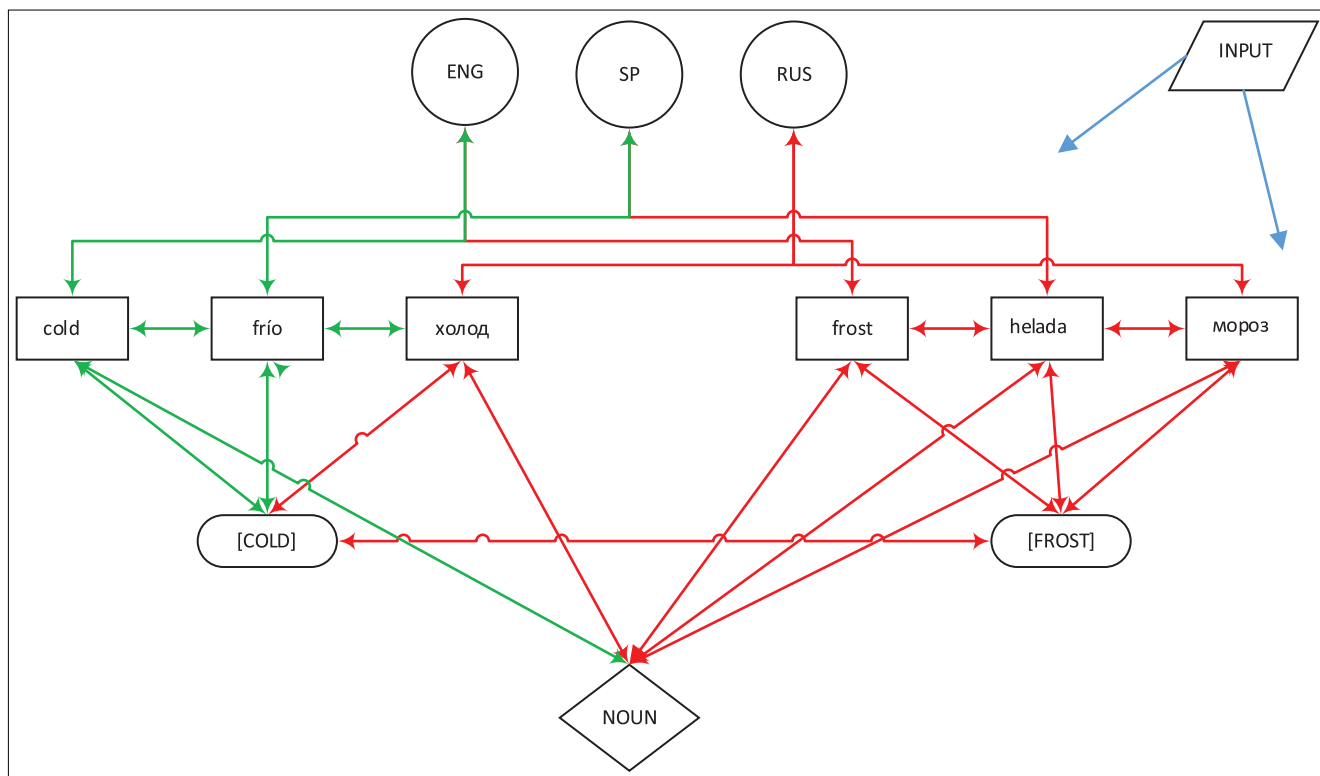 ENG
SP
RUS
INPUT
cold
frío
холод
frost
helada
мороз
[COLD]
[FROST]
NOUN